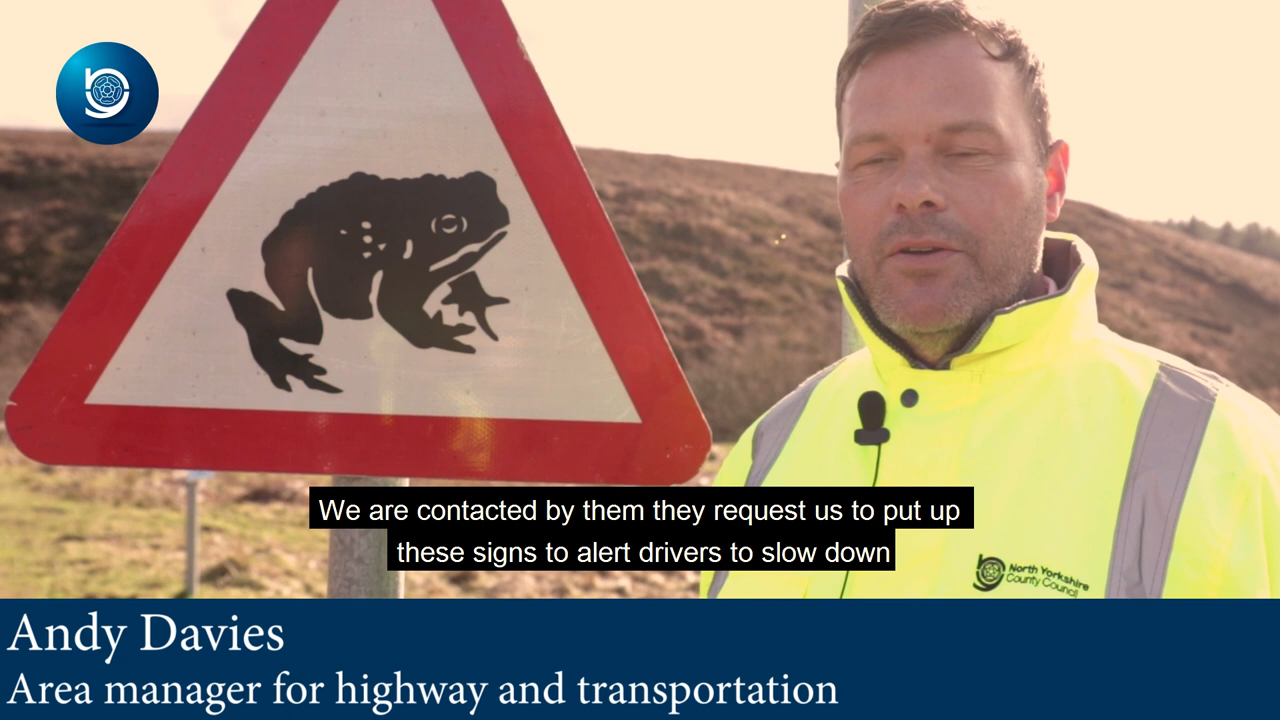 We are contacted by them they request us to put up
these signs to alert drivers to slow down
North Yorkshire
County Council
Andy Davies
Area manager for highway and transportation